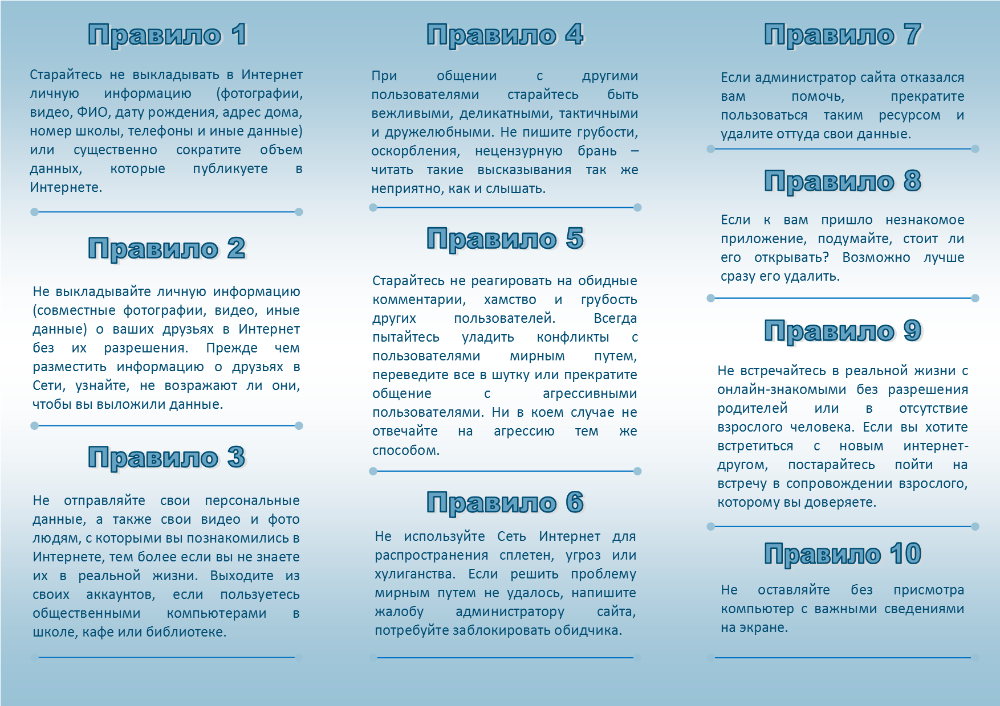 Правило 1
Старайтесь не выкладывать в Интернет
личную информацию (фотографии,
видео, ФИО, дату рождения, адрес дома,
номер школы, телефоны и иные данные)
или существенно сократите объем
данных, которые публикуете в
Интернете.
Правило 2
Не выкладывайте личную информацию
(совместные фотографии, видео, иные
данные) о ваших друзьях в Интернет
без их разрешения. Прежде чем
разместить информацию о друзьях в
Сети, узнайте, не возражают ли они,
чтобы вы выложили данные.
Правило 3
Не отправляйте свои персональные
данные, а также свои видео и фото
людям, с которыми вы познакомились в
Интернете, тем более если вы не знаете
их в реальной жизни. Выходите из
своих аккаунтов, если пользуетесь
общественными компьютерами в
школе, кафе или библиотеке.
Правило 4
При общении с другими
пользователями старайтесь быть
вежливыми, деликатными, тактичными
и дружелюбными. Не пишите грубости,
оскорбления, нецензурную брань –
читать такие высказывания так же
неприятно, как и слышать.
Правило 5
Старайтесь не реагировать на обидные
комментарии, хамство и грубость
других пользователей. Всегда
пытайтесь уладить конфликты с
пользователями мирным путем,
переведите все в шутку или прекратите
общение с агрессивными
пользователями. Ни в коем случае не
отвечайте на агрессию тем же
способом.
Правило 6
Не используйте Сеть Интернет для
распространения сплетен, угроз или
хулиганства. Если решить проблему
мирным путем не удалось, напишите
жалобу администратору сайта,
потребуйте заблокировать обидчика.
Правило 7
Если администратор сайта отказался
вам помочь, прекратите
пользоваться таким ресурсом и
удалите оттуда свои данные.
Правило 8
Если к вам пришло незнакомое
приложение, подумайте, стоит ли
его открывать? Возможно лучше
сразу его удалить.
Правило 9
Не встречайтесь в реальной жизни с
онлайн-знакомыми без разрешения
родителей или в отсутствие
взрослого человека. Если вы хотите
встретиться с новым интернет-
другом, постарайтесь пойти на
встречу в сопровождении взрослого,
которому вы доверяете.
Правило 10
Не оставляйте без присмотра
компьютер с важными сведениями
на экране.